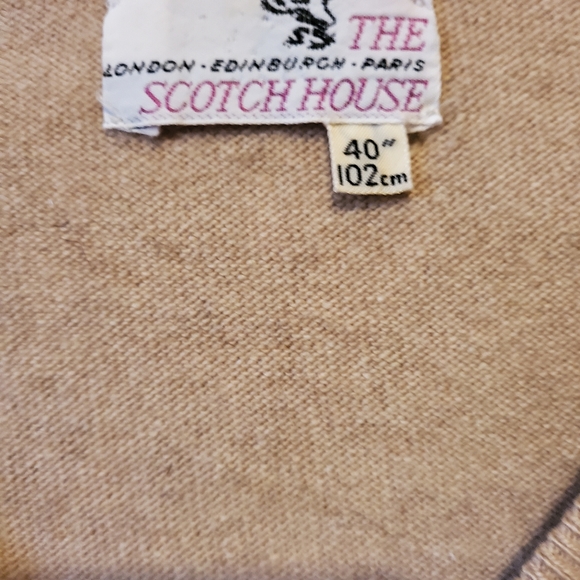 THE
LONDON · EDINBURGH · PARIS
SCOTCH HOUSE
40"
102cm